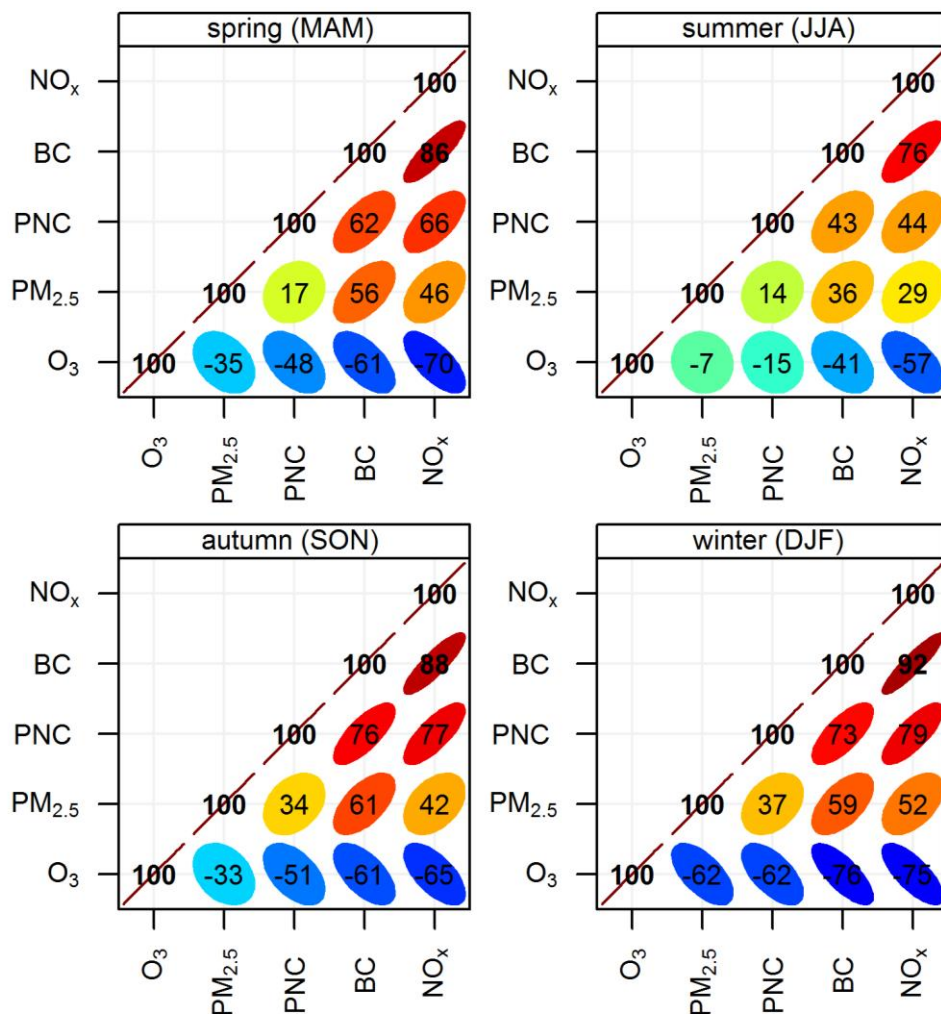 spring (MAM)
NOₓ 100
BC 100 86
PNC 100 62 66
PM₂.₅ 100 17 56 46
O₃ 100 -35 -48 -61 -70
O₃ PM₂.₅ PNC BC NOₓ
summer (JJA)
100
BC 100 76
PNC 100 43 44
PM₂.₅ 100 14 36 29
O₃ 100 -7 -15 -41 -57
O₃ PM₂.₅ PNC BC NOₓ
autumn (SON)
NOₓ 100
BC 100 88
PNC 100 76 77
PM₂.₅ 100 34 61 42
O₃ 100 -33 -51 -61 -65
O₃ PM₂.₅ PNC BC NOₓ
winter (DJF)
NOₓ 100
BC 100 92
PNC 100 73 79
PM₂.₅ 100 37 59 52
O₃ 100 -62 -62 -76 -75
O₃ PM₂.₅ PNC BC NOₓ